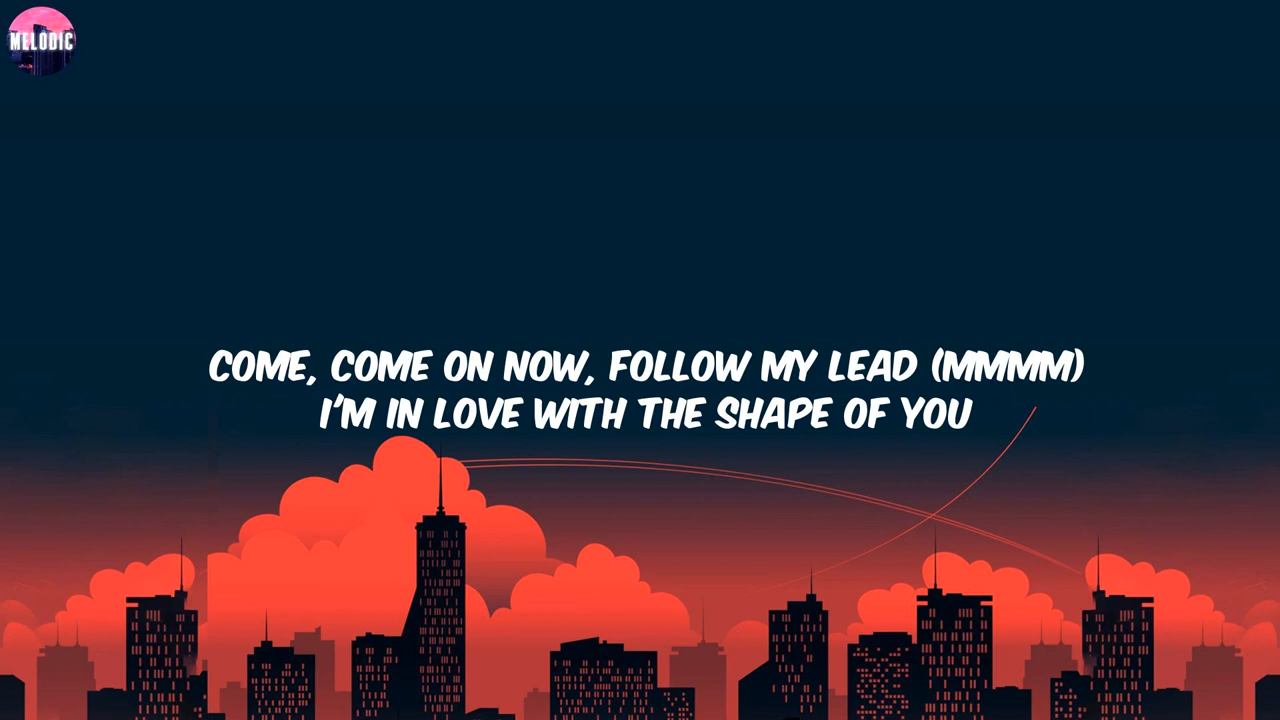 MELODIC
COME, COME ON NOW, FOLLOW MY LEAD (MMMM)
I'M IN LOVE WITH THE SHAPE OF YOU